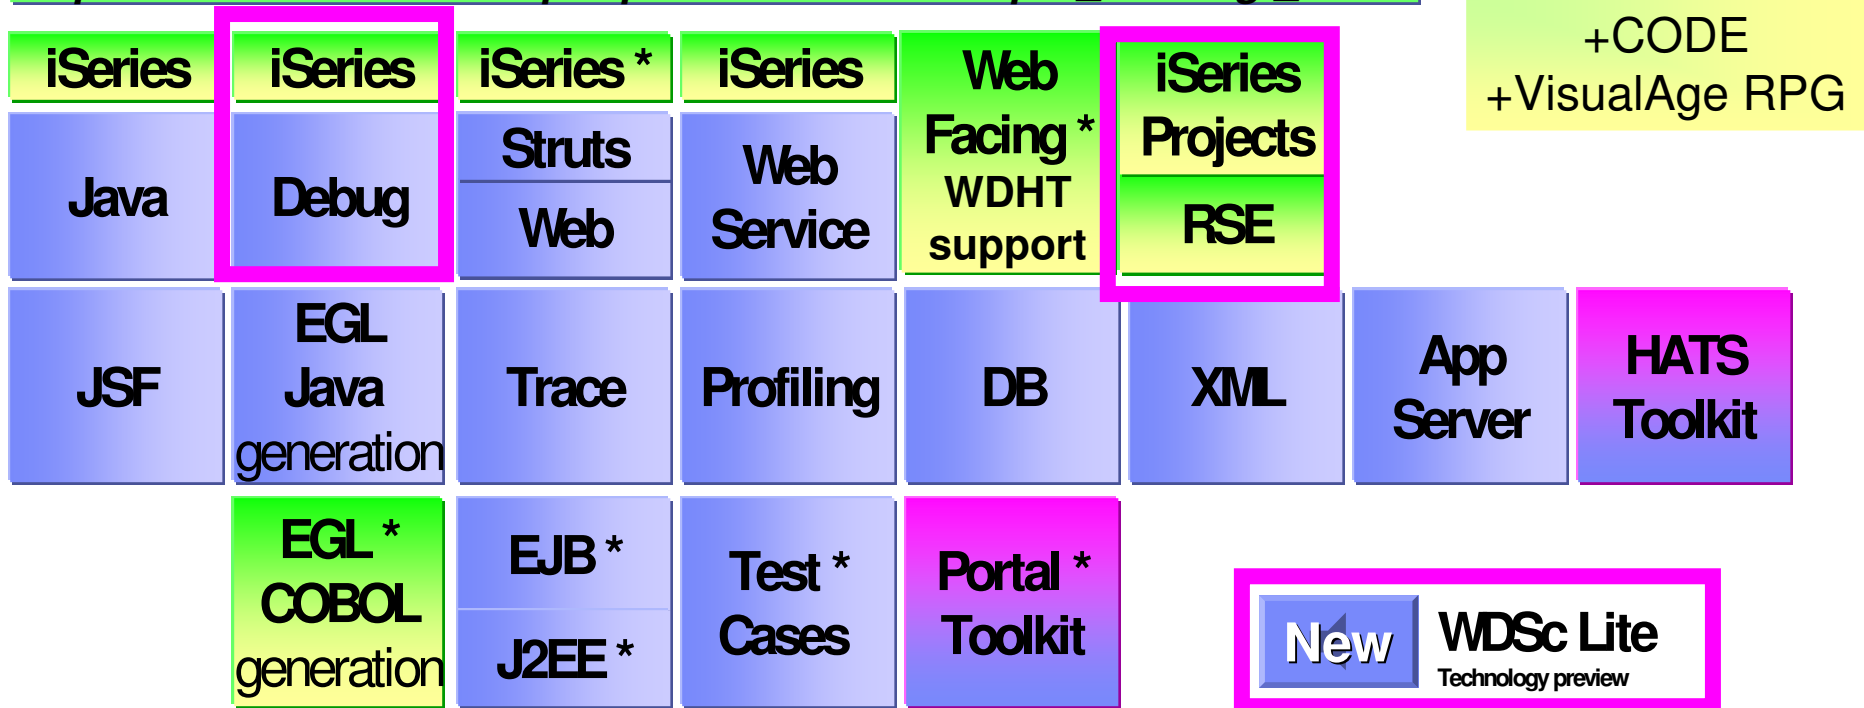 +CODE
+VisualAge RPG
iSeries
iSeries
iSeries *
iSeries
Web
Facing *
WDHT
support
iSeries
Projects
RSE
Java
Debug
Struts
Web
Web
Service
JSF
EGL
Java
generation
Trace
Profiling
DB
XML
App
Server
HATS
Toolkit
EGL *
COBOL
generation
EJB *
J2EE *
Test *
Cases
Portal *
Toolkit
New
WDSc Lite
Technology preview